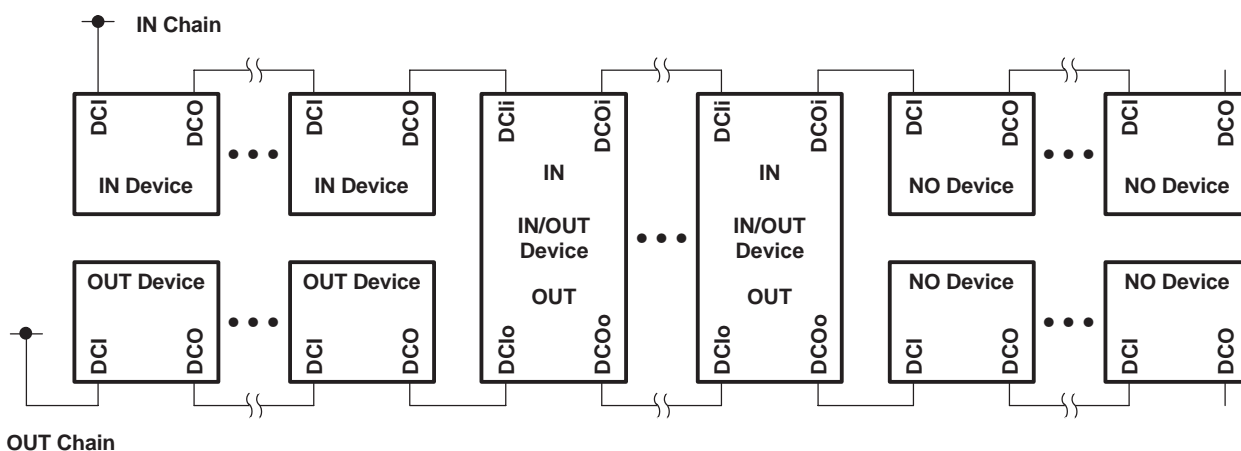 IN Chain
DCI
DCO
IN Device
DCI
DCO
IN Device
DCIi
DCOi
IN
IN/OUT
Device
OUT
DCIo
DCOo
DCIi
DCOi
IN
IN/OUT
Device
OUT
DCIo
DCOo
DCI
DCO
NO Device
DCI
DCO
NO Device
OUT Device
DCI
DCO
OUT Device
DCI
DCO
NO Device
DCI
DCO
NO Device
DCI
DCO
OUT Chain